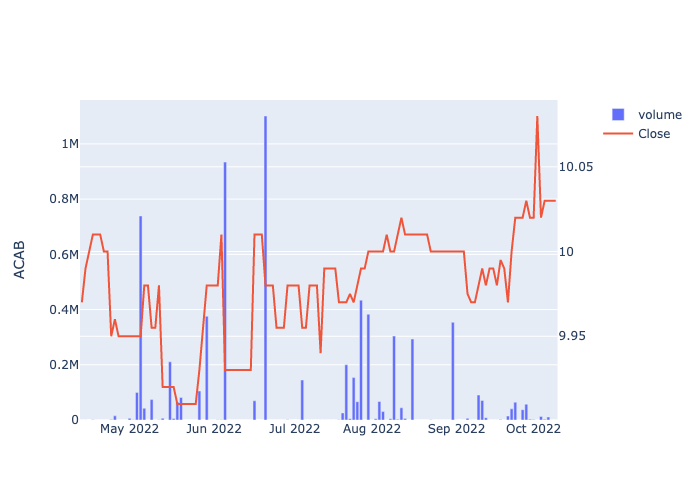 volume
Close
1M
0.8M
0.6M
0.4M
0.2M
0
10.05
10
9.95
ACAB
May 2022
Jun 2022
Jul 2022
Aug 2022
Sep 2022
Oct 2022